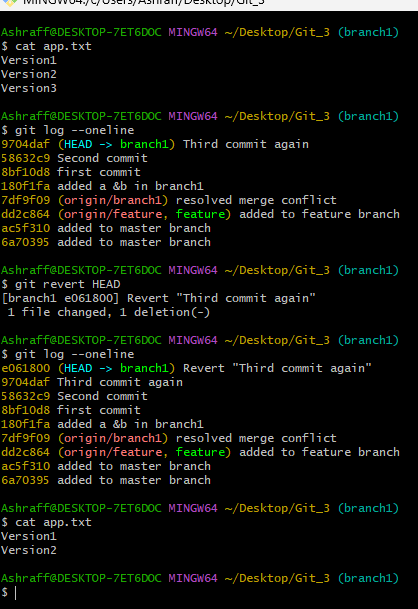 MINGW64:/c/Users/Ashraff/Desktop/Git_3
Ashraff@DESKTOP-7ET6DOC MINGW64 ~/Desktop/Git_3 (branch1)
$ cat app.txt
Version1
Version2
Version3
Ashraff@DESKTOP-7ET6DOC MINGW64 ~/Desktop/Git_3 (branch1)
$ git log --oneline
9704daf (HEAD -> branch1) Third commit again
58632c9 Second commit
8bf10d8 first commit
180f1fa added a &b in branch1
7df9f09 (origin/branch1) resolved merge conflict
dd2c864 (origin/feature, feature) added to feature branch
ac5f310 added to master branch
6a70395 added to master branch
Ashraff@DESKTOP-7ET6DOC MINGW64 ~/Desktop/Git_3 (branch1)
$ git revert HEAD
[branch1 e061800] Revert "Third commit again"
 1 file changed, 1 deletion(-)
Ashraff@DESKTOP-7ET6DOC MINGW64 ~/Desktop/Git_3 (branch1)
$ git log --oneline
e061800 (HEAD -> branch1) Revert "Third commit again"
9704daf Third commit again
58632c9 Second commit
8bf10d8 first commit
180f1fa added a &b in branch1
7df9f09 (origin/branch1) resolved merge conflict
dd2c864 (origin/feature, feature) added to feature branch
ac5f310 added to master branch
6a70395 added to master branch
Ashraff@DESKTOP-7ET6DOC MINGW64 ~/Desktop/Git_3 (branch1)
$ cat app.txt
Version1
Version2
Ashraff@DESKTOP-7ET6DOC MINGW64 ~/Desktop/Git_3 (branch1)
$